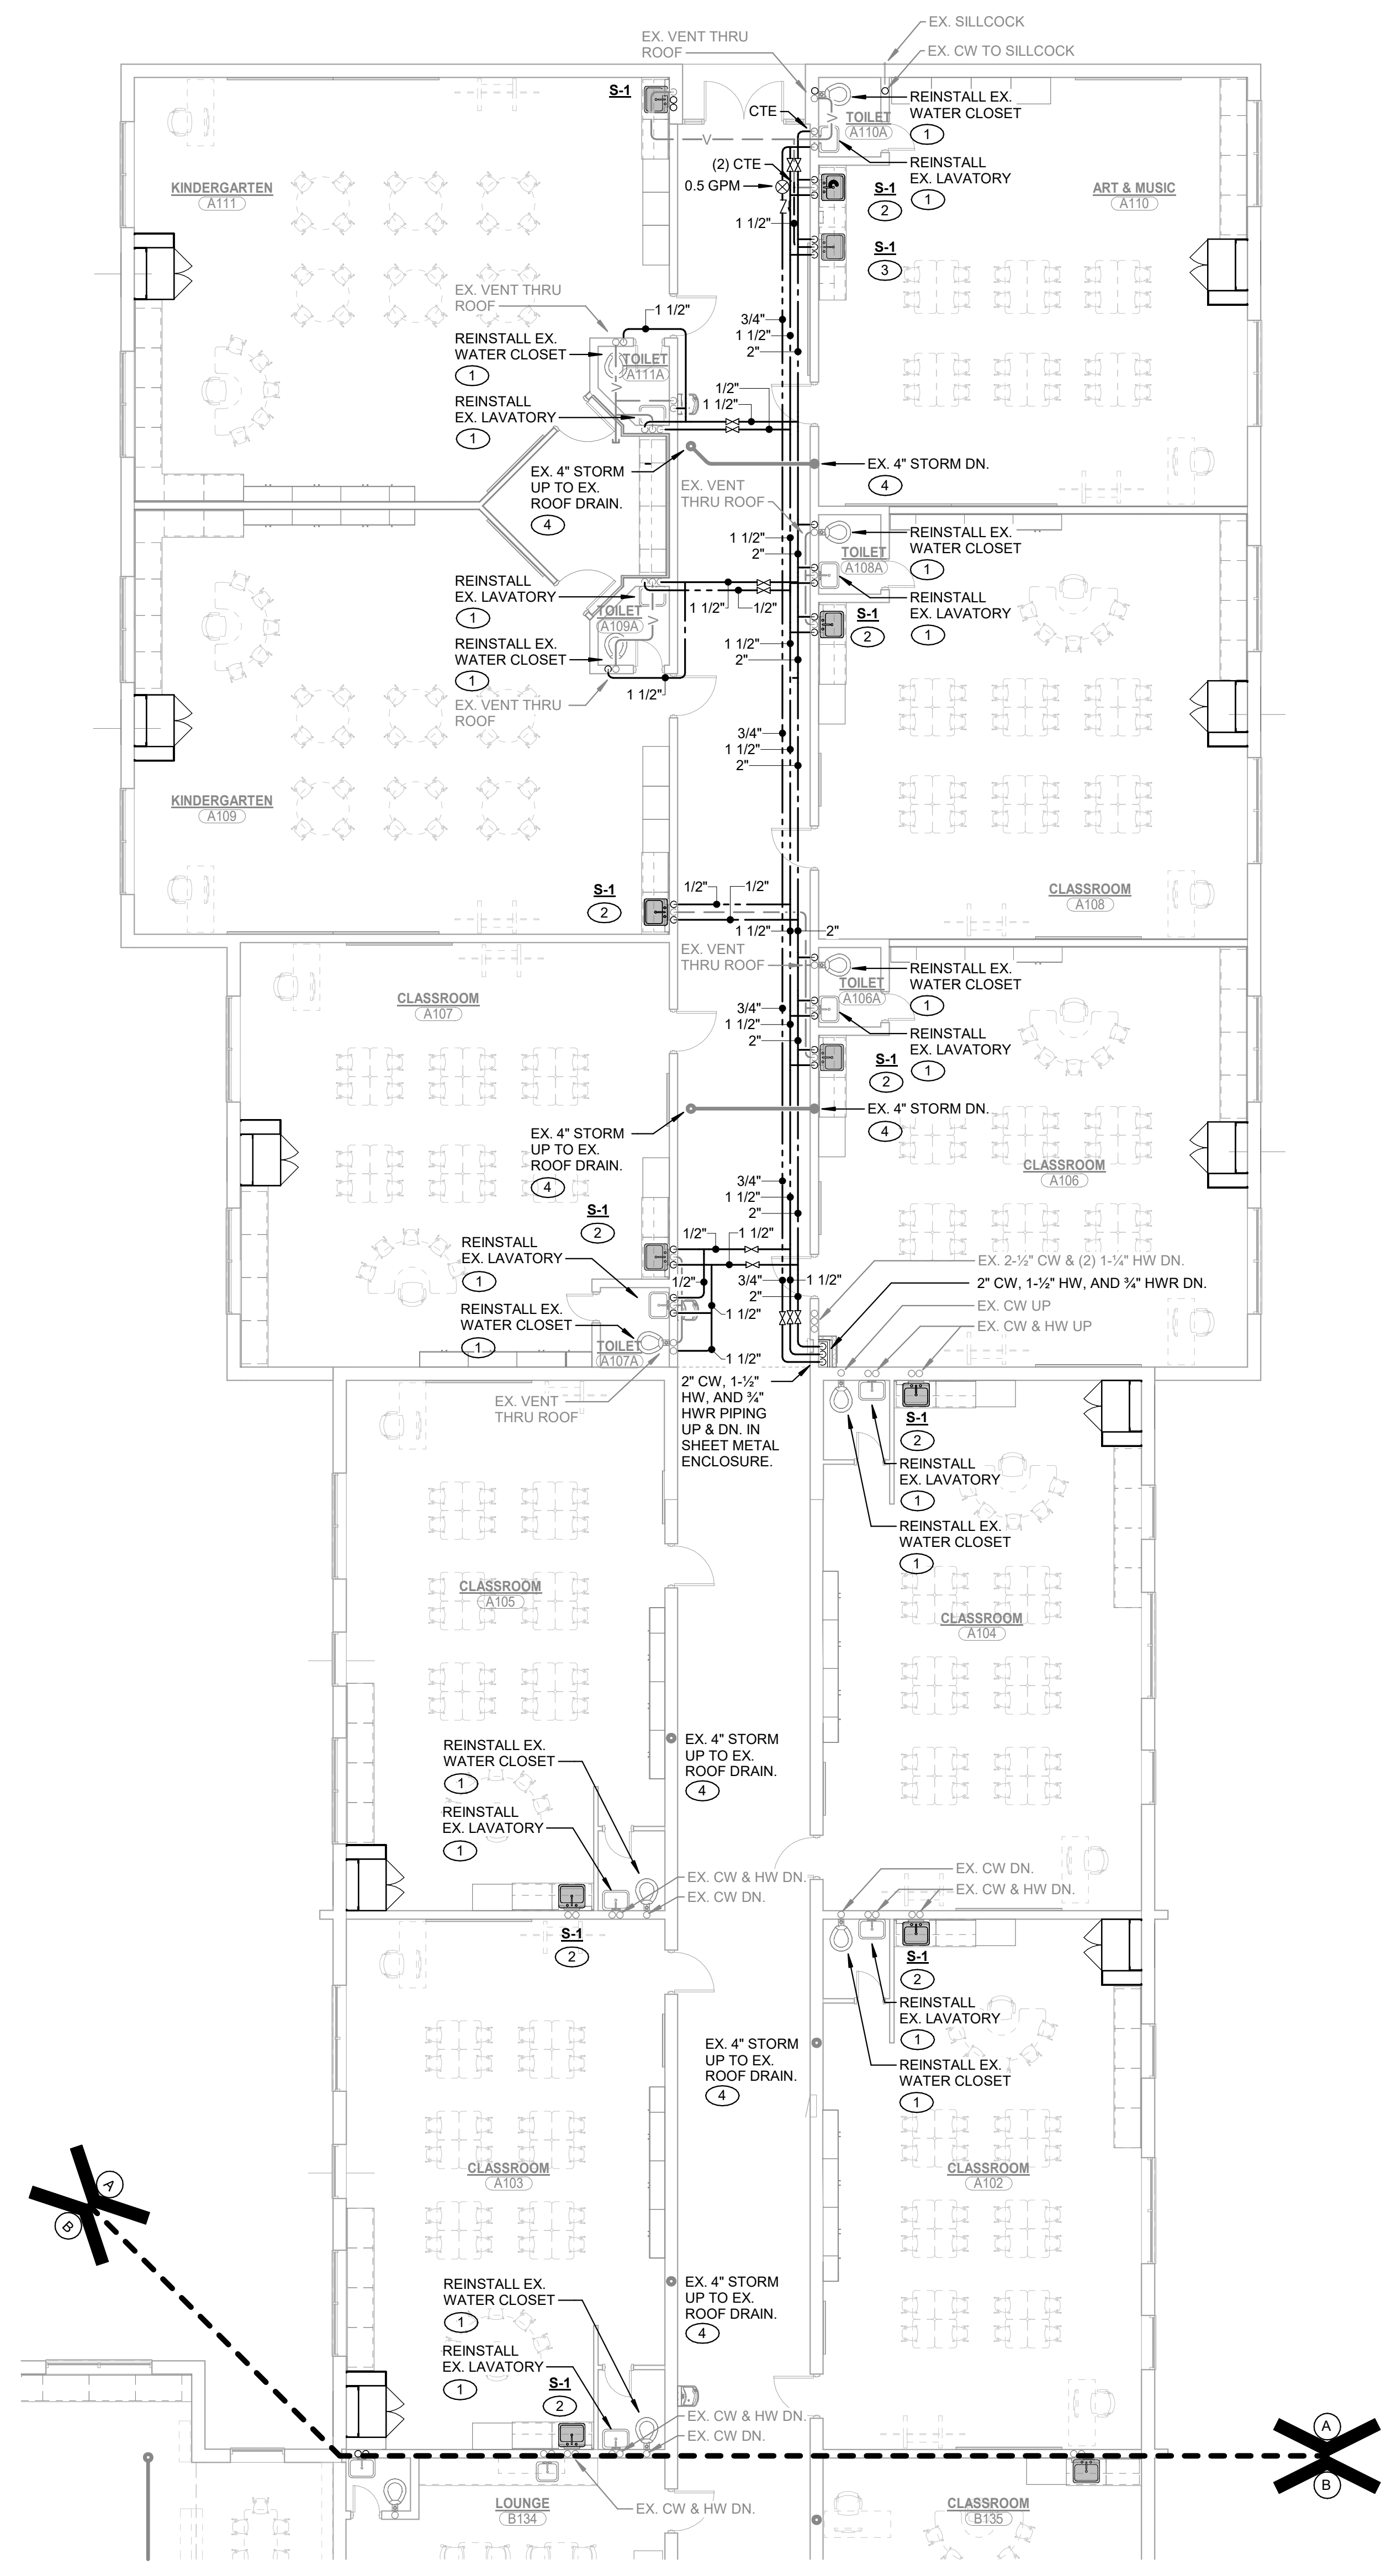 EX. SILLCOCK
EX. VENT THRU
ROOF
EX. CW TO SILLCOCK
S-1
CTE
V
TOILET
A110A
REINSTALL EX.
WATER CLOSET
1
REINSTALL
EX. LAVATORY
1
V
(2) CTE
0.5 GPM
S-1
2
KINDERGARTEN
A111
ART & MUSIC
A110
1 1/2"
S-1
3
EX. VENT THRU
ROOF
1 1/2"
3/4"
1 1/2"
2"
REINSTALL EX.
WATER CLOSET
1
TOILET
A111A
V
REINSTALL
EX. LAVATORY
1
1/2"
1 1/2"
EX. 4" STORM
UP TO EX.
ROOF DRAIN.
4
EX. 4" STORM DN.
4
EX. VENT
THRU ROOF
1 1/2"
2"
TOILET
A108A
REINSTALL EX.
WATER CLOSET
1
REINSTALL
EX. LAVATORY
1
REINSTALL
EX. LAVATORY
1
1 1/2"
1/2"
TOILET
A109A
V
S-1
2
REINSTALL EX.
WATER CLOSET
1
1 1/2"
2"
1 1/2"
EX. VENT THRU
ROOF
3/4"
1 1/2"
2"
KINDERGARTEN
A109
S-1
2
1/2"
1/2"
CLASSROOM
A108
1 1/2"
2"
EX. VENT
THRU ROOF
TOILET
A106A
REINSTALL EX.
WATER CLOSET
1
CLASSROOM
A107
3/4"
1 1/2"
2"
REINSTALL
EX. LAVATORY
1
S-1
2
EX. 4" STORM DN.
4
EX. 4" STORM
UP TO EX.
ROOF DRAIN.
4
CLASSROOM
A106
3/4"
1 1/2"
2"
S-1
2
1/2"
1 1/2"
REINSTALL
EX. LAVATORY
1
EX. 2-½" CW & (2) 1-¼" HW DN.
1/2"
3/4"
1 1/2"
2"
2" CW, 1-½" HW, AND ¾" HWR DN.
REINSTALL EX.
WATER CLOSET
1
1 1/2"
EX. CW UP
EX. CW & HW UP
TOILET
A107A
1 1/2"
EX. VENT
THRU ROOF
2" CW, 1-½"
HW, AND ¾"
HWR PIPING
UP & DN. IN
SHEET METAL
ENCLOSURE.
S-1
2
REINSTALL
EX. LAVATORY
1
REINSTALL EX.
WATER CLOSET
1
CLASSROOM
A105
CLASSROOM
A104
REINSTALL EX.
WATER CLOSET
1
EX. 4" STORM
UP TO EX.
ROOF DRAIN.
4
REINSTALL
EX. LAVATORY
1
EX. CW & HW DN.
EX. CW DN.
EX. CW DN.
EX. CW & HW DN.
S-1
2
S-1
2
REINSTALL
EX. LAVATORY
1
REINSTALL EX.
WATER CLOSET
1
EX. 4" STORM
UP TO EX.
ROOF DRAIN.
4
CLASSROOM
A103
CLASSROOM
A102
A
B
REINSTALL EX.
WATER CLOSET
1
EX. 4" STORM
UP TO EX.
ROOF DRAIN.
4
REINSTALL
EX. LAVATORY
1
S-1
2
EX. CW & HW DN.
EX. CW DN.
A
B
LOUNGE
B134
EX. CW & HW DN.
CLASSROOM
B135